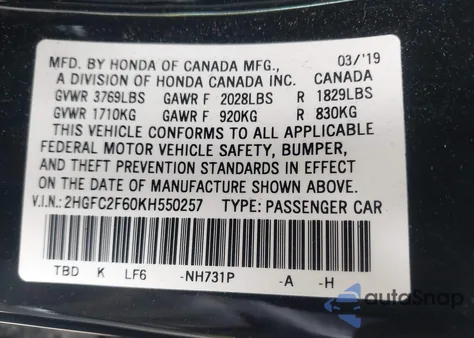 MFD. BY HONDA OF CANADA MFG., 03/'19
A DIVISION OF HONDA CANADA INC. CANADA
GVWR 3769LBS GAWR F 2028LBS R 1829LBS
GVWR 1710KG GAWR F 920KG R 830KG
THIS VEHICLE CONFORMS TO ALL APPLICABLE
FEDERAL MOTOR VEHICLE SAFETY, BUMPER,
AND THEFT PREVENTION STANDARDS IN EFFECT
ON THE DATE OF MANUFACTURE SHOWN ABOVE.
V.I.N.: 2HGFC2F60KH550257 TYPE: PASSENGER CAR
TBD K LF6 -NH731P -A -H
autoSnap